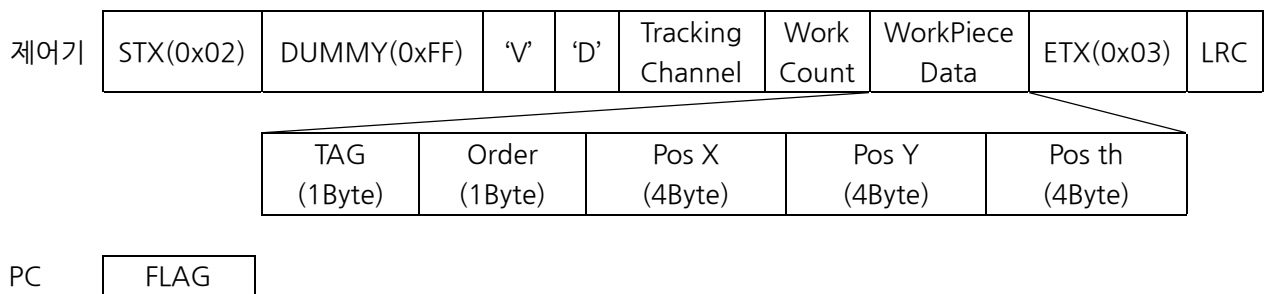 제어기 STX(0x02) DUMMY(0xFF) ‘V’ ‘D’ Tracking Channel Work Count WorkPiece Data ETX(0x03) LRC
TAG (1Byte) Order (1Byte) Pos X (4Byte) Pos Y (4Byte) Pos th (4Byte)
PC FLAG